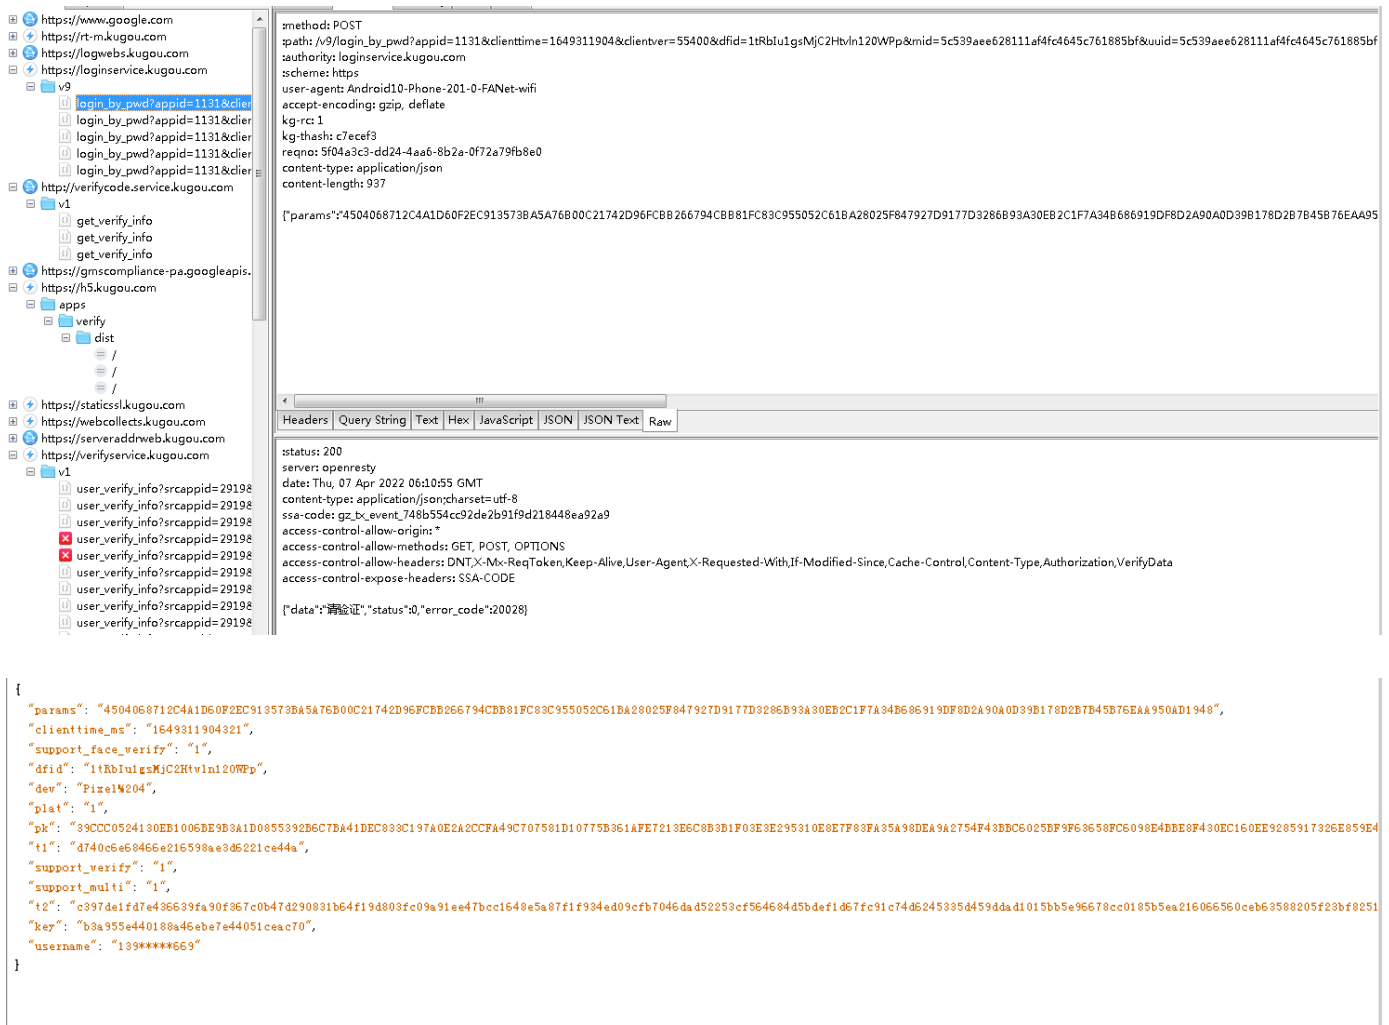 https://www.google.com
https://rt-m.kugou.com
https://logwebs.kugou.com
https://loginservice.kugou.com
v9
login_by_pwd?appid=1131&clier
login_by_pwd?appid=1131&clier
login_by_pwd?appid=1131&clier
login_by_pwd?appid=1131&clier
login_by_pwd?appid=1131&clier
http://verifycode.service.kugou.com
v1
get_verify_info
get_verify_info
get_verify_info
https://gmscompliance-pa.googleapis.
https://h5.kugou.com
apps
verify
dist
/
/
/
https://staticssl.kugou.com
https://webcollects.kugou.com
https://serveraddrweb.kugou.com
https://verifyservice.kugou.com
v1
user_verify_info?srcappid=2919&
user_verify_info?srcappid=2919&
user_verify_info?srcappid=2919&
user_verify_info?srcappid=2919&
user_verify_info?srcappid=2919&
user_verify_info?srcappid=2919&
user_verify_info?srcappid=2919&
user_verify_info?srcappid=2919&
user_verify_info?srcappid=2919&
:method: POST
:path: /v9/login_by_pwd?appid=1131&clienttime=1649311904&clientver=55400&dfid=1tRbIu1gsMjC2Htvln120WPp&mid=5c539aee628111af4fc4645c761885bf&uuid=5c539aee628111af4fc4645c761885bf
:authority: loginservice.kugou.com
:scheme: https
user-agent: Android10-Phone-201-0-FANet-wifi
accept-encoding: gzip, deflate
kg-rc: 1
kg-thash: c7ecef3
reqno: 5f04a3c3-dd24-4aa6-8b2a-0f72a79fb8e0
content-type: application/json
content-length: 937
{"params":"4504068712C4A1D60F2EC913573BA5A76B00C21742D96FCBB266794CBB81FC83C955052C61BA28025F847927D9177D3286B93A30EB2C1F7A34B686919DF8D2A90A0D39B178D2B7B45B76EAA95
Headers Query String Text Hex JavaScript JSON JSON Text Raw
:status: 200
server: openresty
date: Thu, 07 Apr 2022 06:10:55 GMT
content-type: application/json;charset=utf-8
ssa-code: gz_tx_event_748b554cc92de2b91f9d218448ea92a9
access-control-allow-origin: *
access-control-allow-methods: GET, POST, OPTIONS
access-control-allow-headers: DNT,X-Mx-ReqToken,Keep-Alive,User-Agent,X-Requested-With,If-Modified-Since,Cache-Control,Content-Type,Authorization,VerifyData
access-control-expose-headers: SSA-CODE
{"data":"请验证","status":0,"error_code":20028}
{
"params": "4504068712C4A1D60F2EC913573BA5A76B00C21742D96FCBB266794CBB81FC83C955052C61BA28025F847927D9177D3286B93A30EB2C1F7A34B686919DF8D2A90A0D39B178D2B7B45B76EAA950AD1948",
"clienttime_ms": "1649311904321",
"support_face_verify": "1",
"dfid": "1tRbIu1gsMjC2Htvln120WPp",
"dev": "Pixel%204",
"plat": "1",
"pk": "39CCC0524130EB1006BE9B3A1D0855392B6C7BA41DEC833C197A0E2A2CCFA49C707581D10775B361AFE7213E6C8B3B1F03E3E295310E8E7F83FA35A98DEA9A2754F43BBC6025BF9F63658FC6098E4BBE8F430EC160EE9285917326E859E4
"t1": "d740c6e68466e216598ae3d6221ce44a",
"support_verify": "1",
"support_multi": "1",
"t2": "c397de1fd7e436639fa90f367c0b47d290831b64f19d803fc09a91ee47bcc1648e5a87f1f934ed09cfb7046dad52253cf564684d5bdef1d67fc91c74d6245335d459ddad1015bb5e96678cc0185b5ea216066560ceb63588205f23bf8251
"key": "b3a955e440188a46ebe7e44051ceac70",
"username": "139*****669"
}